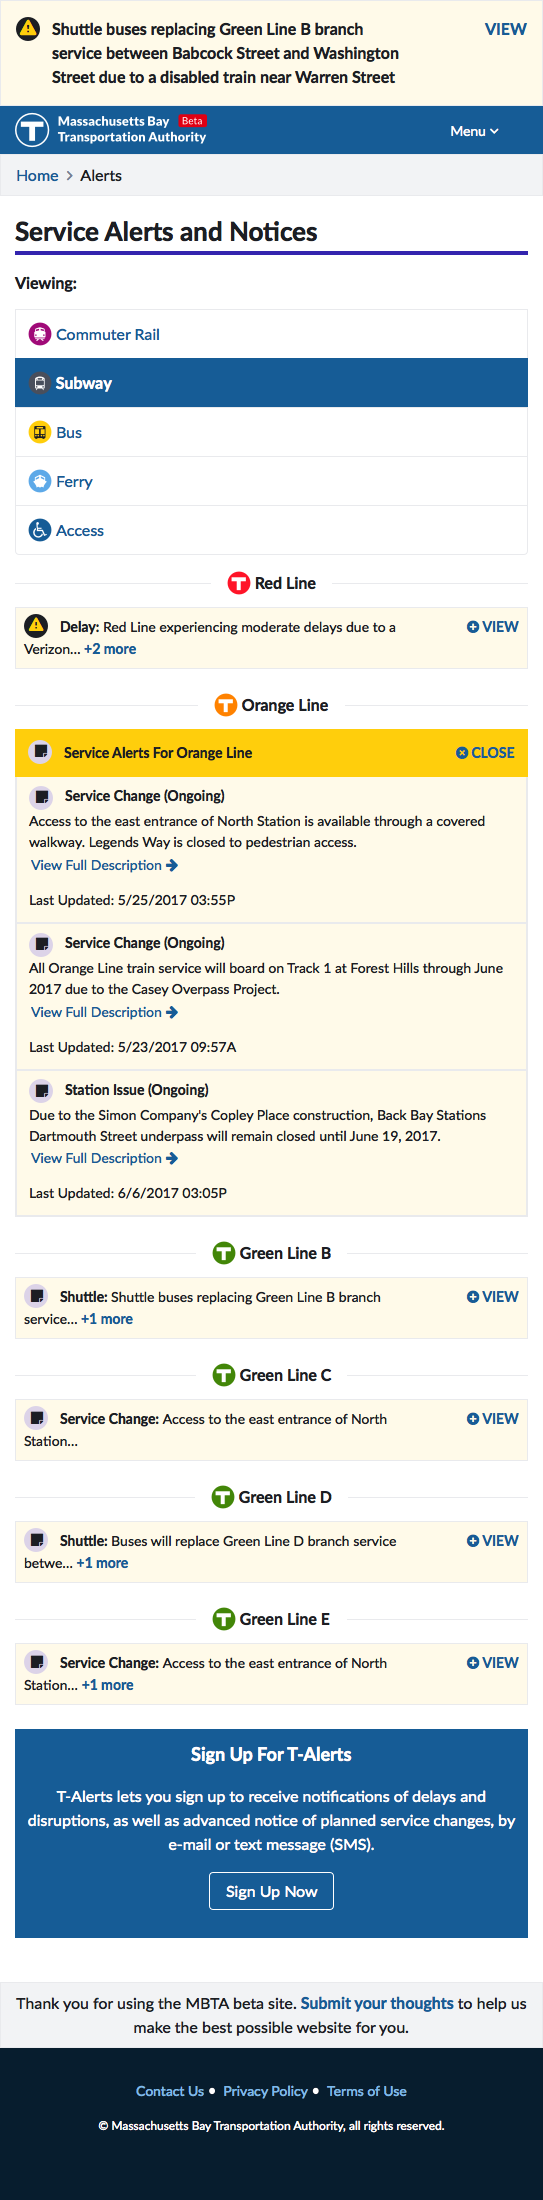 Shuttle buses replacing Green Line B branch
service between Babcock Street and Washington
Street due to a disabled train near Warren Street
VIEW
Massachusetts Bay Beta
Transportation Authority
Menu
Home > Alerts
Service Alerts and Notices
Viewing:
Commuter Rail
Subway
Bus
Ferry
Access
T Red Line
Delay: Red Line experiencing moderate delays due to a
Verizon... +2 more
VIEW
T Orange Line
Service Alerts For Orange Line
CLOSE
Service Change (Ongoing)
Access to the east entrance of North Station is available through a covered
walkway. Legends Way is closed to pedestrian access.
View Full Description
Last Updated: 5/25/2017 03:55P
Service Change (Ongoing)
All Orange Line train service will board on Track 1 at Forest Hills through June
2017 due to the Casey Overpass Project.
View Full Description
Last Updated: 5/23/2017 09:57A
Station Issue (Ongoing)
Due to the Simon Company's Copley Place construction, Back Bay Stations
Dartmouth Street underpass will remain closed until June 19, 2017.
View Full Description
Last Updated: 6/6/2017 03:05P
T Green Line B
Shuttle: Shuttle buses replacing Green Line B branch
service... +1 more
VIEW
T Green Line C
Service Change: Access to the east entrance of North
Station...
VIEW
T Green Line D
Shuttle: Buses will replace Green Line D branch service
betwe... +1 more
VIEW
T Green Line E
Service Change: Access to the east entrance of North
Station... +1 more
VIEW
Sign Up For T-Alerts
T-Alerts lets you sign up to receive notifications of delays and
disruptions, as well as advanced notice of planned service changes, by
e-mail or text message (SMS).
Sign Up Now
Thank you for using the MBTA beta site. Submit your thoughts to help us
make the best possible website for you.
Contact Us • Privacy Policy • Terms of Use
© Massachusetts Bay Transportation Authority, all rights reserved.